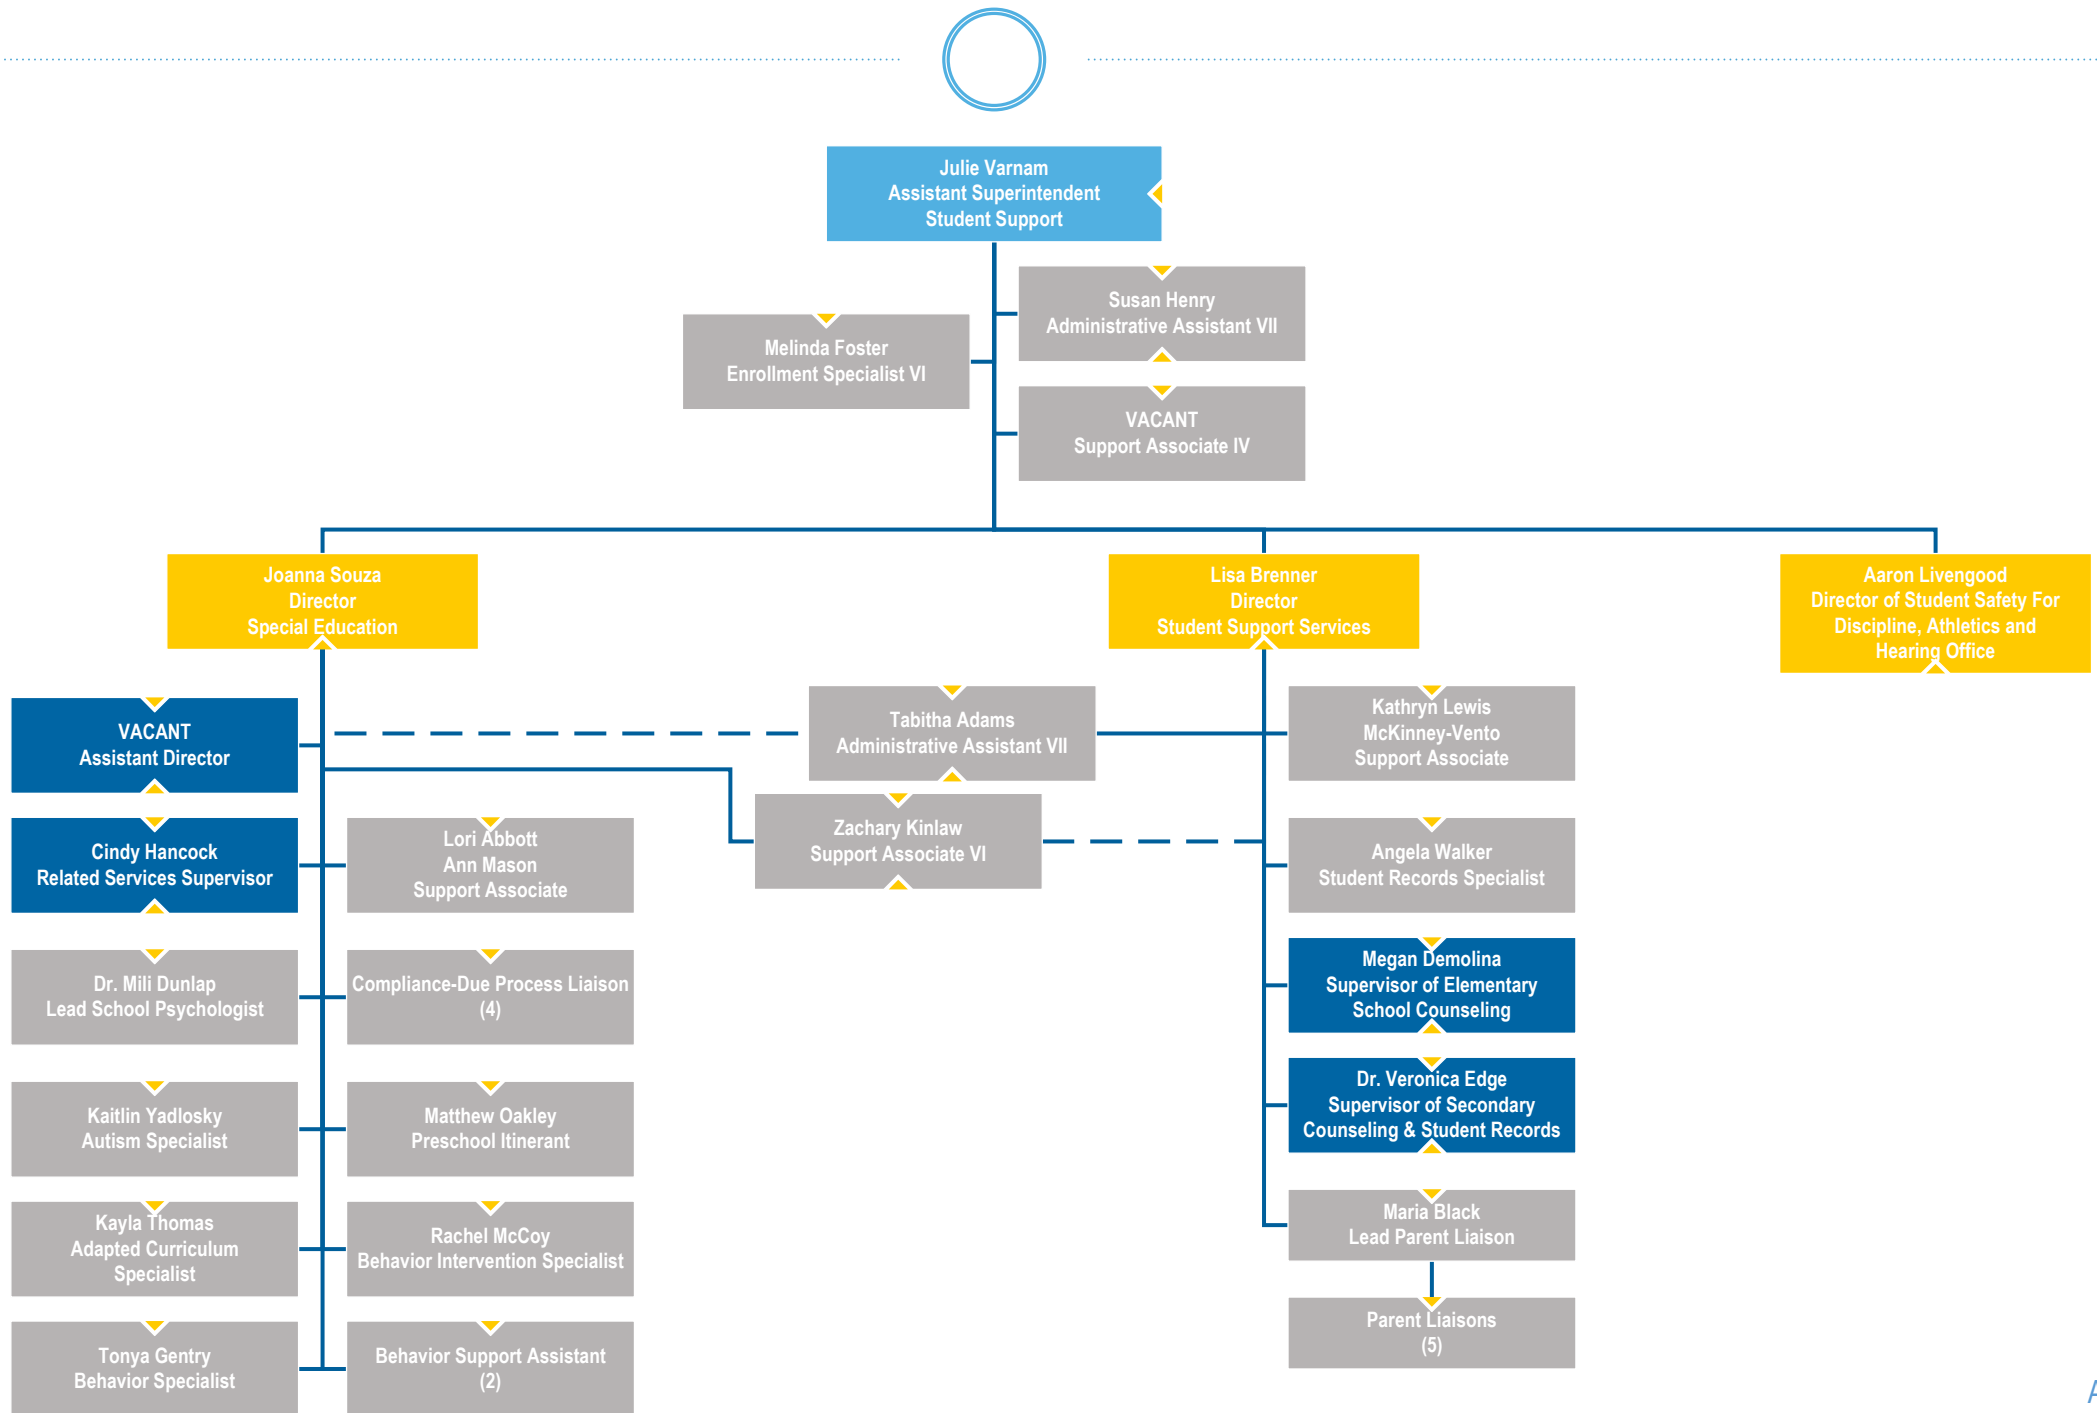 Julie Varnam
Assistant Superintendent
Student Support
Susan Henry
Administrative Assistant VII
Melinda Foster
Enrollment Specialist VI
VACANT
Support Associate IV
Joanna Souza
Director
Special Education
Lisa Brenner
Director
Student Support Services
Aaron Livengood
Director of Student Safety For
Discipline, Athletics and
Hearing Office
VACANT
Assistant Director
Tabitha Adams
Administrative Assistant VII
Kathryn Lewis
McKinney-Vento
Support Associate
Cindy Hancock
Related Services Supervisor
Lori Abbott
Ann Mason
Support Associate
Zachary Kinlaw
Support Associate VI
Angela Walker
Student Records Specialist
Dr. Mili Dunlap
Lead School Psychologist
Compliance-Due Process Liaison
(4)
Megan Demolina
Supervisor of Elementary
School Counseling
Kaitlin Yadlosky
Autism Specialist
Matthew Oakley
Preschool Itinerant
Dr. Veronica Edge
Supervisor of Secondary
Counseling & Student Records
Kayla Thomas
Adapted Curriculum
Specialist
Rachel McCoy
Behavior Intervention Specialist
Maria Black
Lead Parent Liaison
Tonya Gentry
Behavior Specialist
Behavior Support Assistant
(2)
Parent Liaisons
(5)
A